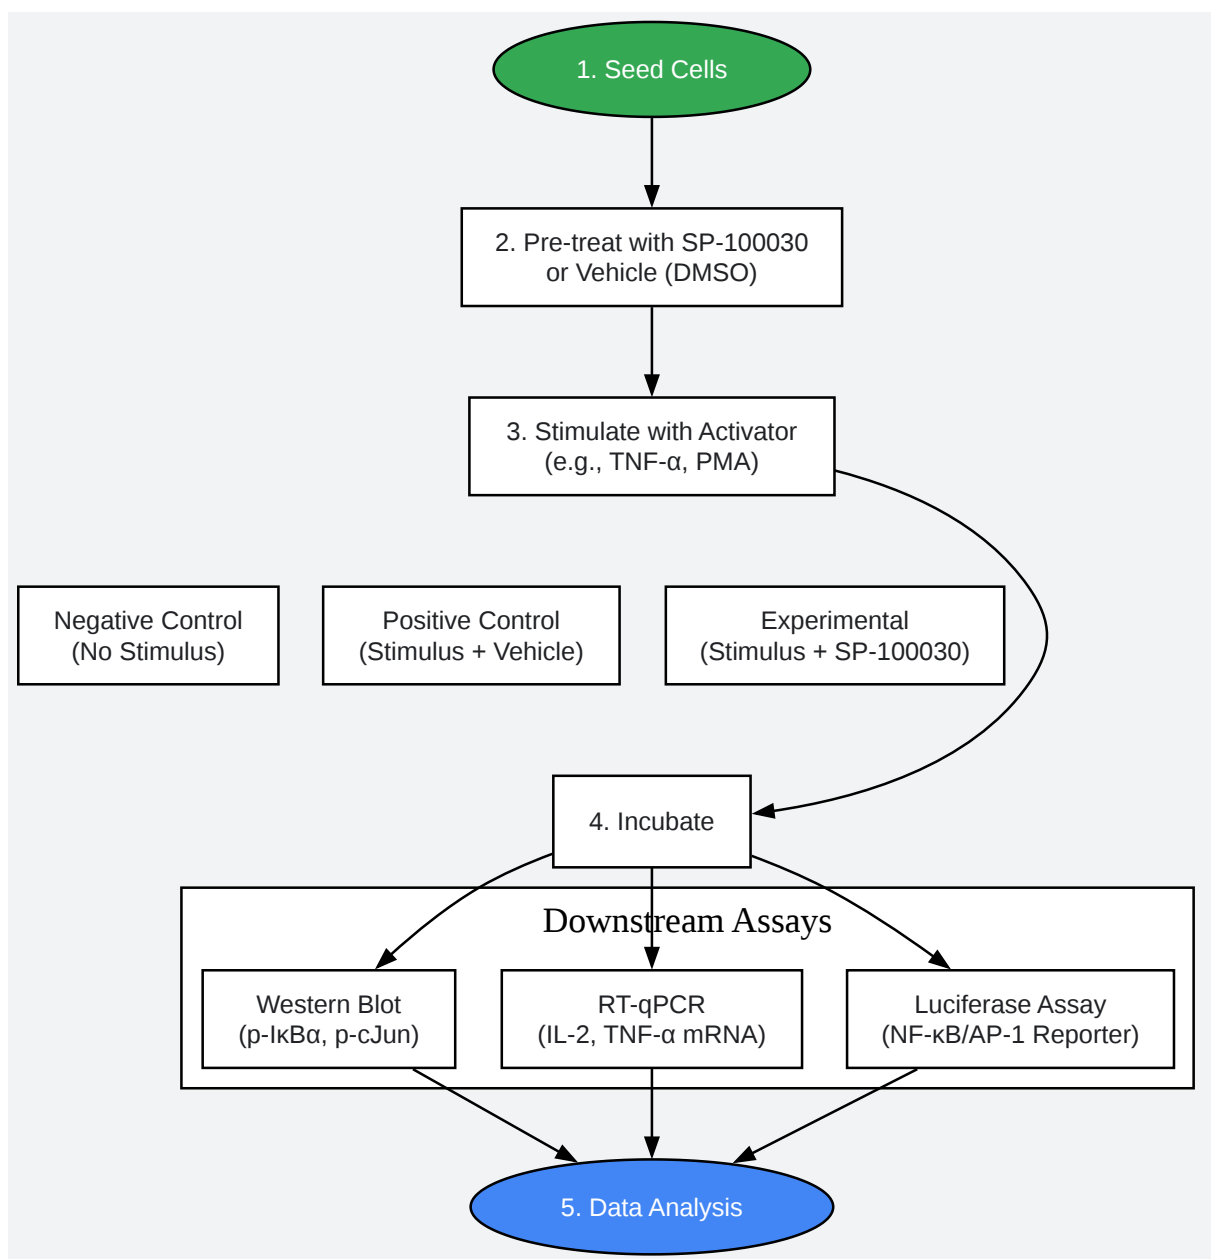 1. Seed Cells
2. Pre-treat with SP-100030
or Vehicle (DMSO)
3. Stimulate with Activator
(e.g., TNF-α, PMA)
Negative Control
(No Stimulus)
Positive Control
(Stimulus + Vehicle)
Experimental
(Stimulus + SP-100030)
4. Incubate
Downstream Assays
Western Blot
(p-IκBα, p-cJun)
RT-qPCR
(IL-2, TNF-α mRNA)
Luciferase Assay
(NF-κB/AP-1 Reporter)
5. Data Analysis